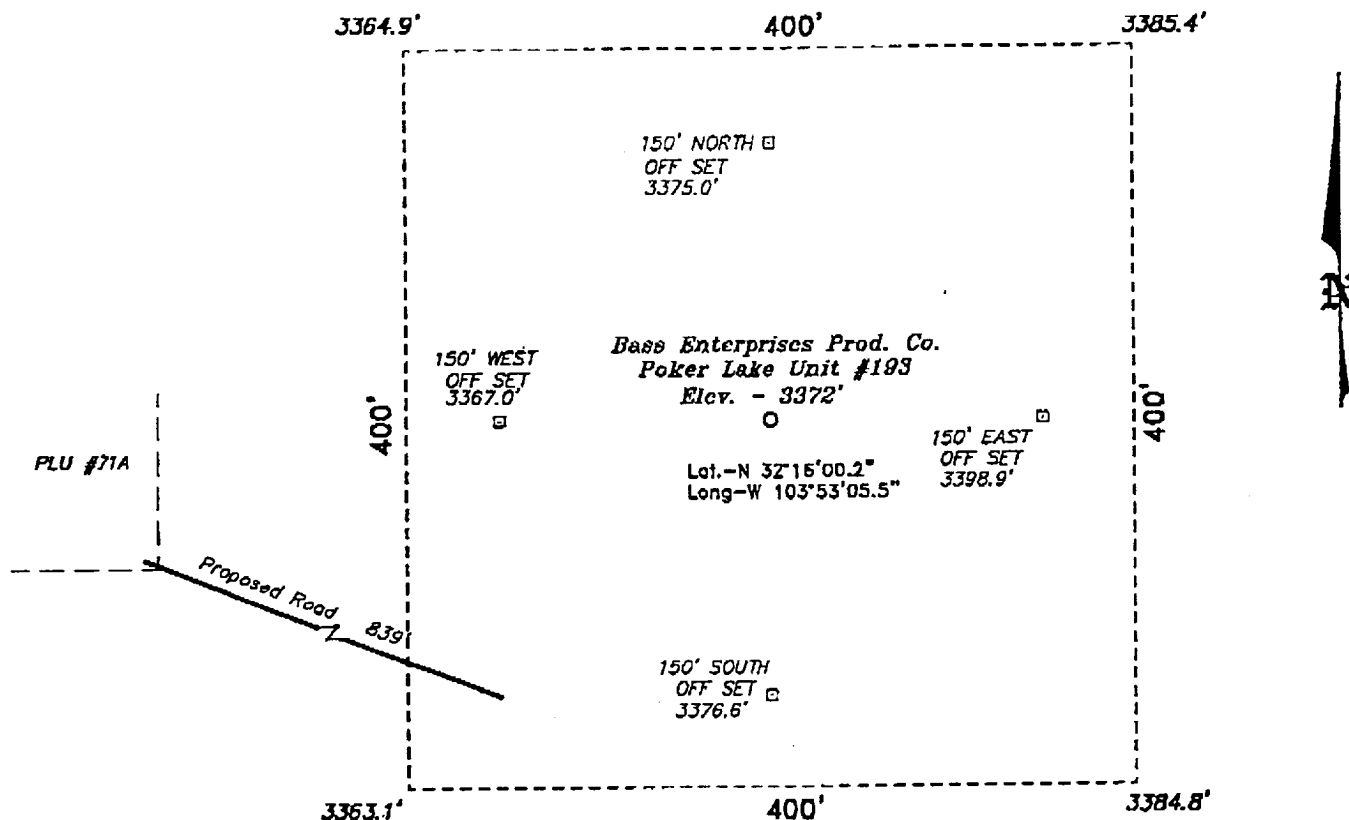 3364.9'
400'
3385.4'
150' NORTH
OFF SET
3375.0'
N
150' WEST
OFF SET
3367.0'
Bass Enterprises Prod. Co.
Poker Lake Unit #193
Elev. - 3372'
400'
400'
150' EAST
OFF SET
3398.9'
PLU #71A
Lat.-N 32°16'00.2"
Long-W 103°53'05.5"
Proposed Road
839'
150' SOUTH
OFF SET
3376.6'
3363.1'
400'
3384.8'